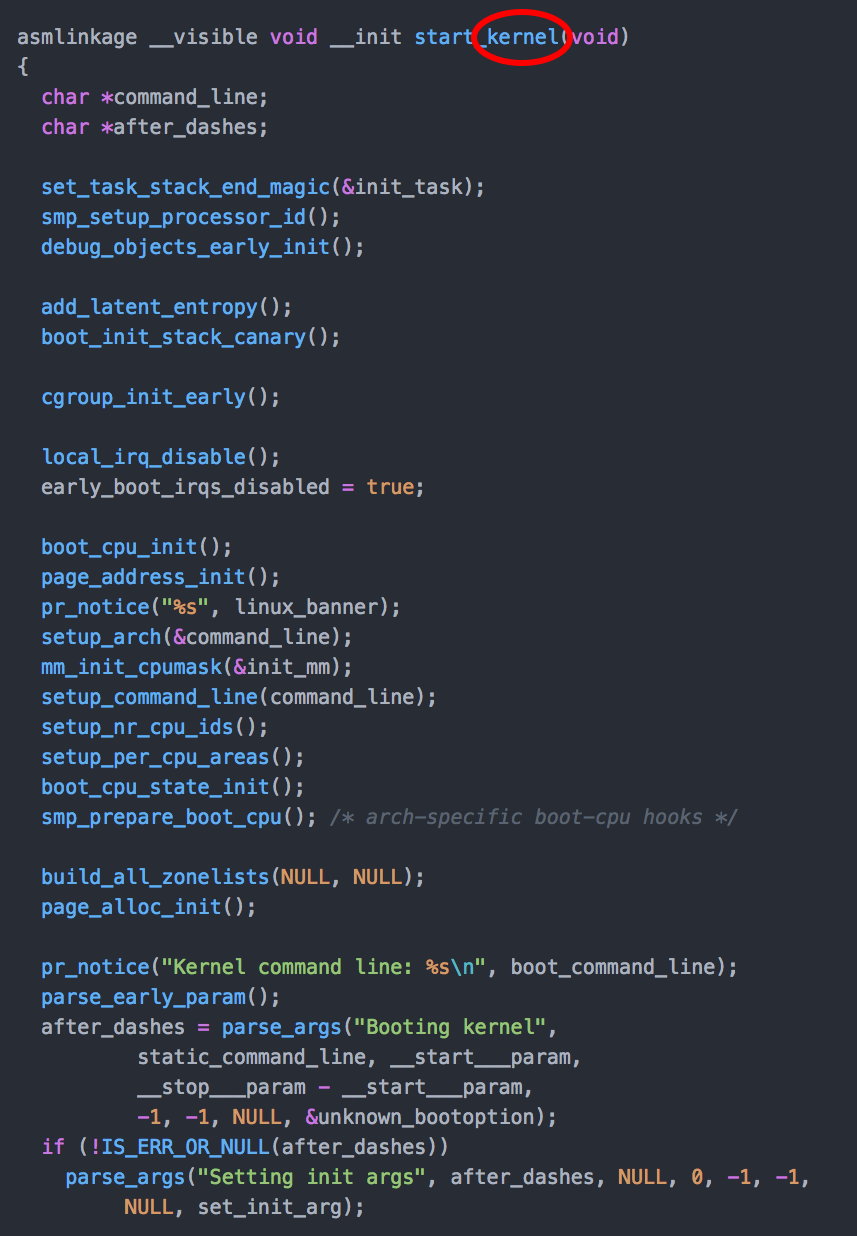 asmlinkage __visible void __init start_kernel(void)
{
char *command_line;
char *after_dashes;
set_task_stack_end_magic(&init_task);
smp_setup_processor_id();
debug_objects_early_init();
add_latent_entropy();
boot_init_stack_canary();
cgroup_init_early();
local_irq_disable();
early_boot_irqs_disabled = true;
boot_cpu_init();
page_address_init();
pr_notice("%s", linux_banner);
setup_arch(&command_line);
mm_init_cpumask(&init_mm);
setup_command_line(command_line);
setup_nr_cpu_ids();
setup_per_cpu_areas();
boot_cpu_state_init();
smp_prepare_boot_cpu(); /* arch-specific boot-cpu hooks */
build_all_zonelists(NULL, NULL);
page_alloc_init();
pr_notice("Kernel command line: %s\n", boot_command_line);
parse_early_param();
after_dashes = parse_args("Booting kernel",
static_command_line, __start___param,
__stop___param - __start___param,
-1, -1, NULL, &unknown_bootoption);
if (!IS_ERR_OR_NULL(after_dashes))
parse_args("Setting init args", after_dashes, NULL, 0, -1, -1,
NULL, set_init_arg);